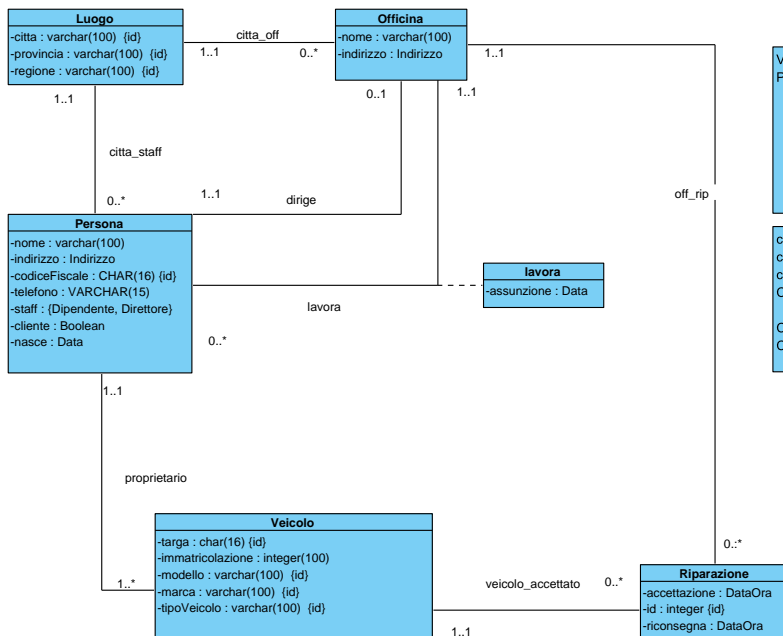 Luogo
-citta : varchar(100) {id}
-provincia : varchar(100) {id}
-regione : varchar(100) {id}
citta_off
1..1
0..*
Officina
-nome : varchar(100)
-indirizzo : Indirizzo
1..1
0..1
1..1
1..1
citta_staff
0..*
1..1
dirige
off_rip
V
P
Persona
-nome : varchar(100)
-indirizzo : Indirizzo
-codiceFiscale : CHAR(16) {id}
-telefono : VARCHAR(15)
-staff : {Dipendente, Direttore}
-cliente : Boolean
-nasce : Data
lavora
0..*
lavora
-assunzione : Data
c
c
c
C
C
C
1..1
proprietario
1..*
Veicolo
-targa : char(16) {id}
-immatricolazione : integer(100)
-modello : varchar(100) {id}
-marca : varchar(100) {id}
-tipoVeicolo : varchar(100) {id}
veicolo_accettato
0..*
1..1
0.:*
Riparazione
-accettazione : DataOra
-id : integer {id}
-riconsegna : DataOra